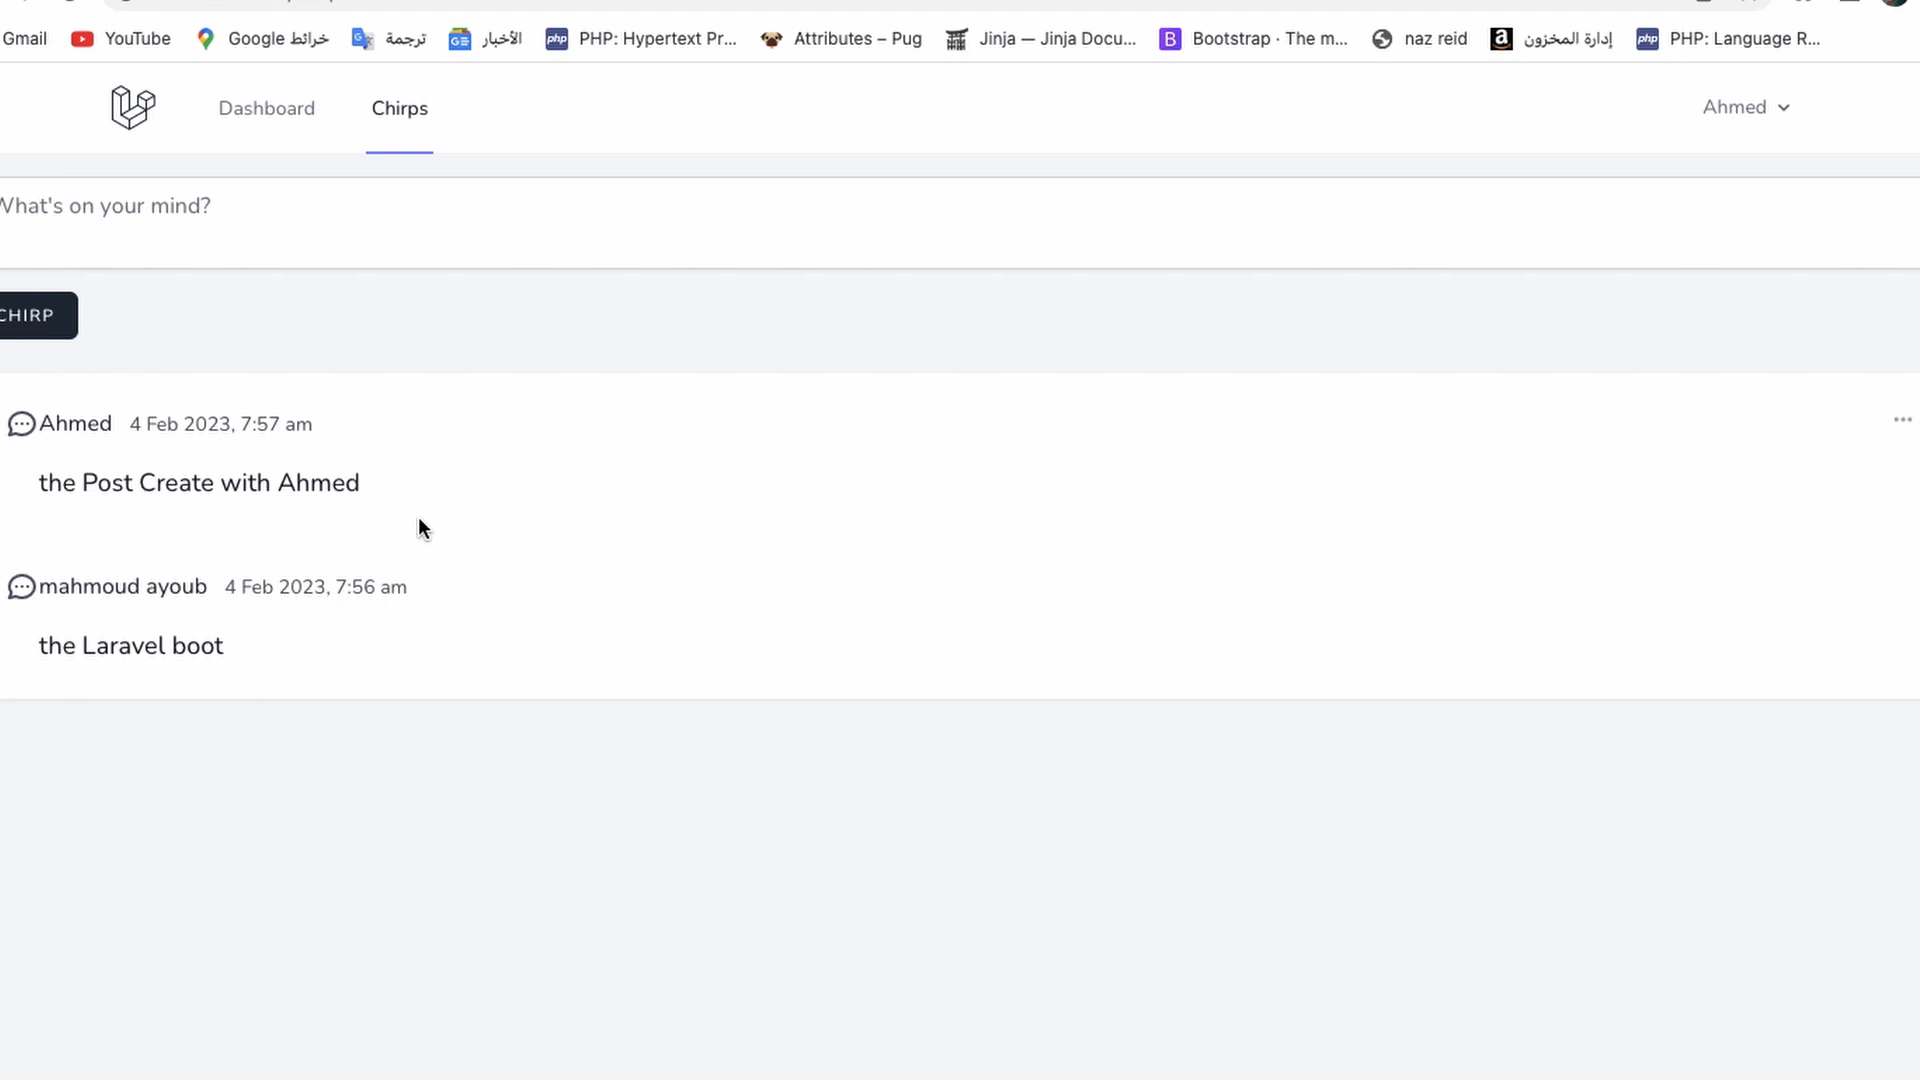 Gmail YouTube خرائط Google ترجمة الأخبار PHP: Hypertext Pr... Attributes – Pug Jinja — Jinja Docu... Bootstrap · The m... naz reid إدارة المخزون PHP: Language R...
Dashboard Chirps Ahmed
What's on your mind?
CHIRP
Ahmed 4 Feb 2023, 7:57 am
the Post Create with Ahmed
mahmoud ayoub 4 Feb 2023, 7:56 am
the Laravel boot